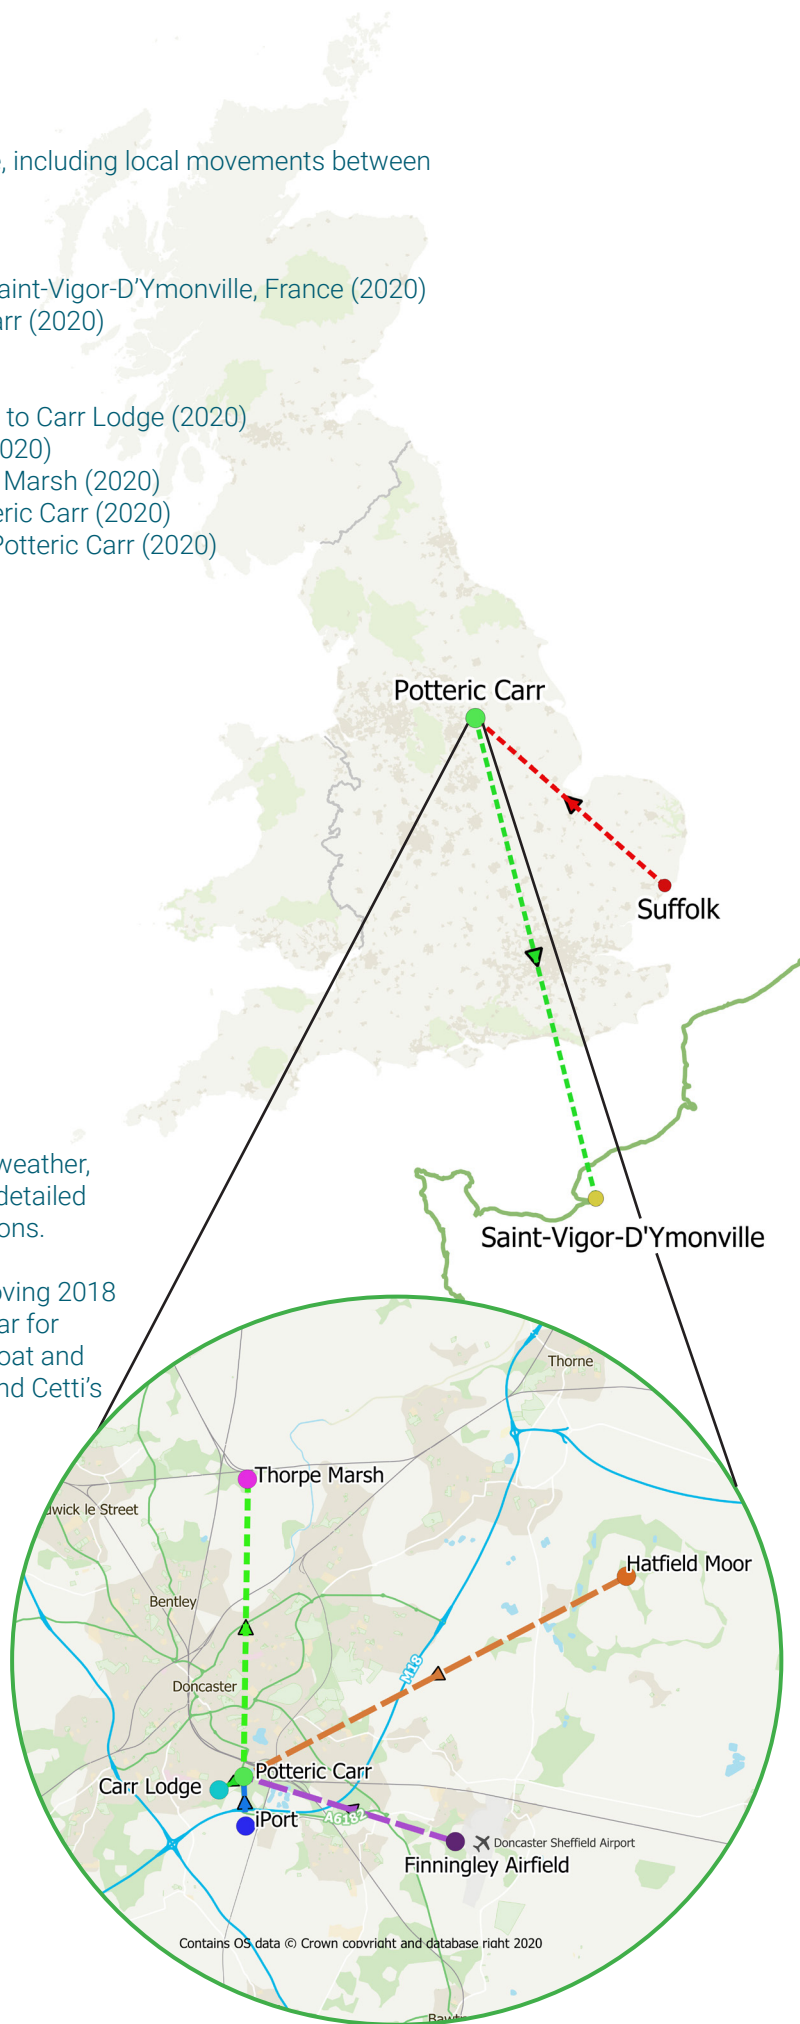 , including local movements between
aint-Vigor-D’Ymonville, France (2020)
arr (2020)
to Carr Lodge (2020)
020)
Marsh (2020)
eric Carr (2020)
Potteric Carr (2020)
Potteric Carr
Suffolk
weather,
detailed
ons.
Saint-Vigor-D'Ymonville
oving 2018
ar for
oat and
nd Cetti’s
Thorne
Thorpe Marsh
dwick le Street
Hatfield Moor
Bentley
M18
Doncaster
Potteric Carr
Carr Lodge
iPort
A6182
Doncaster Sheffield Airport
Finningley Airfield
Contains OS data © Crown copyright and database right 2020
Bawt